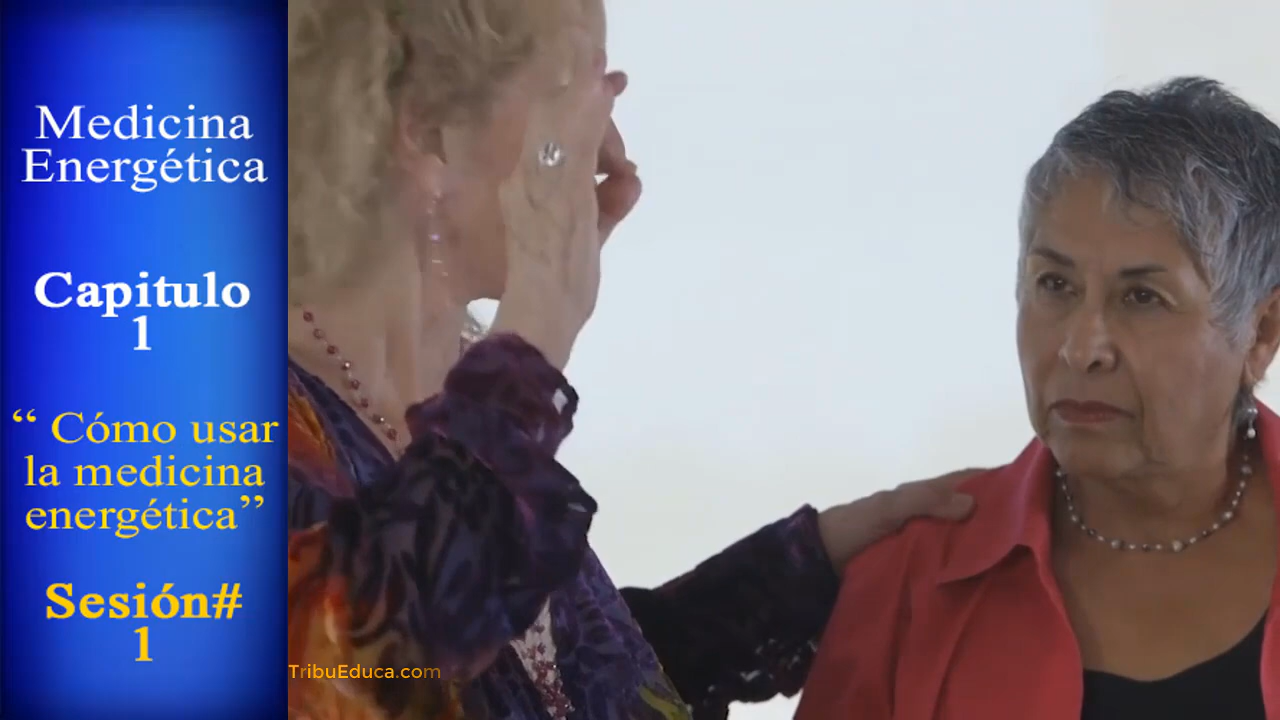 Medicina
Energética
Capitulo
1
“ Cómo usar
la medicina
energética”
Sesión#
1
TribuEduca.com